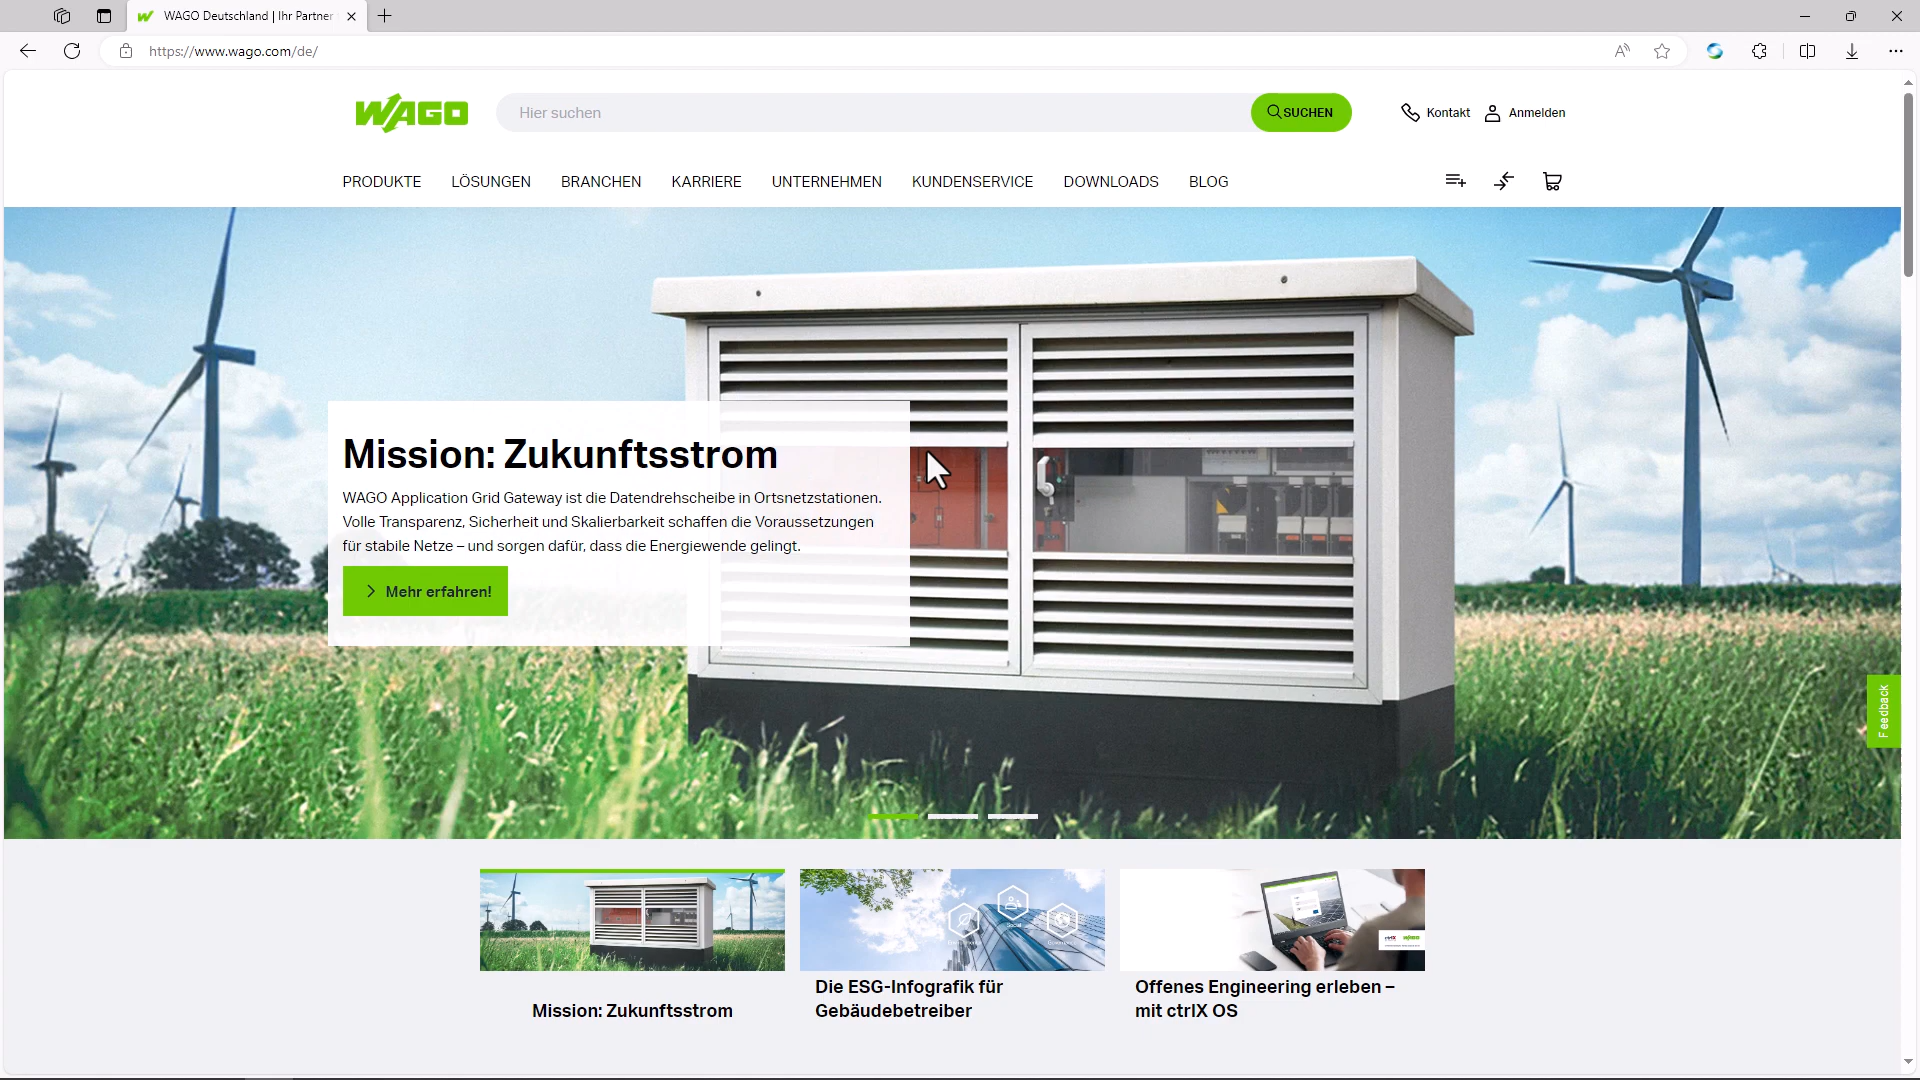 WAGO Deutschland | Ihr Partner
https://www.wago.com/de/
WAGO
Hier suchen
SUCHEN
Kontakt
Anmelden
PRODUKTE LÖSUNGEN BRANCHEN KARRIERE UNTERNEHMEN KUNDENSERVICE DOWNLOADS BLOG
Mission: Zukunftsstrom
WAGO Application Grid Gateway ist die Datendrehscheibe in Ortsnetzstationen.
Volle Transparenz, Sicherheit und Skalierbarkeit schaffen die Voraussetzungen
für stabile Netze – und sorgen dafür, dass die Energiewende gelingt.
Mehr erfahren!
Feedback
Mission: Zukunftsstrom
Die ESG-Infografik für
Gebäudebetreiber
Offenes Engineering erleben –
mit ctrlX OS